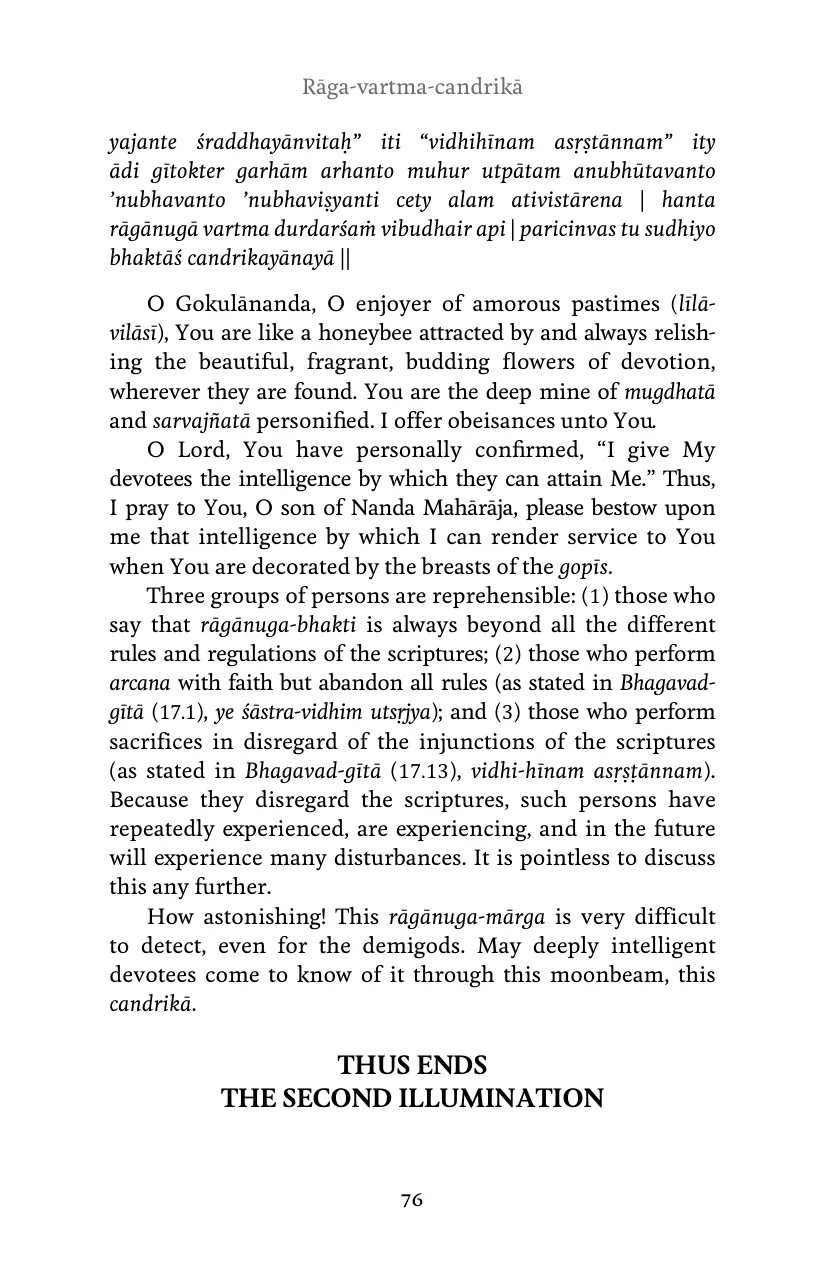 Rāga-vartma-candrikā
yajante śraddhayānvitaḥ” iti “vidhihīnam asṛṣtānnam” ity
ādi gītokter garhām arhanto muhur utpātam anubhūtavanto
’nubhavanto ’nubhaviṣyanti cety alam ativistārena | hanta
rāgānugā vartma durdarśaṁ vibudhair api | paricinvas tu sudhiyo
bhaktāś candrikayānayā ||
O Gokulānanda, O enjoyer of amorous pastimes (līlā-
vilāsī), You are like a honeybee attracted by and always relish-
ing the beautiful, fragrant, budding flowers of devotion,
wherever they are found. You are the deep mine of mugdhatā
and sarvajñatā personified. I offer obeisances unto You.
O Lord, You have personally confirmed, “I give My
devotees the intelligence by which they can attain Me.” Thus,
I pray to You, O son of Nanda Mahārāja, please bestow upon
me that intelligence by which I can render service to You
when You are decorated by the breasts of the gopīs.
Three groups of persons are reprehensible: (1) those who
say that rāgānuga-bhakti is always beyond all the different
rules and regulations of the scriptures; (2) those who perform
arcana with faith but abandon all rules (as stated in Bhagavad-
gītā (17.1), ye śāstra-vidhim utsṛjya); and (3) those who perform
sacrifices in disregard of the injunctions of the scriptures
(as stated in Bhagavad-gītā (17.13), vidhi-hīnam asṛṣṭānnam).
Because they disregard the scriptures, such persons have
repeatedly experienced, are experiencing, and in the future
will experience many disturbances. It is pointless to discuss
this any further.
How astonishing! This rāgānuga-mārga is very difficult
to detect, even for the demigods. May deeply intelligent
devotees come to know of it through this moonbeam, this
candrikā.
THUS ENDS
THE SECOND ILLUMINATION
76